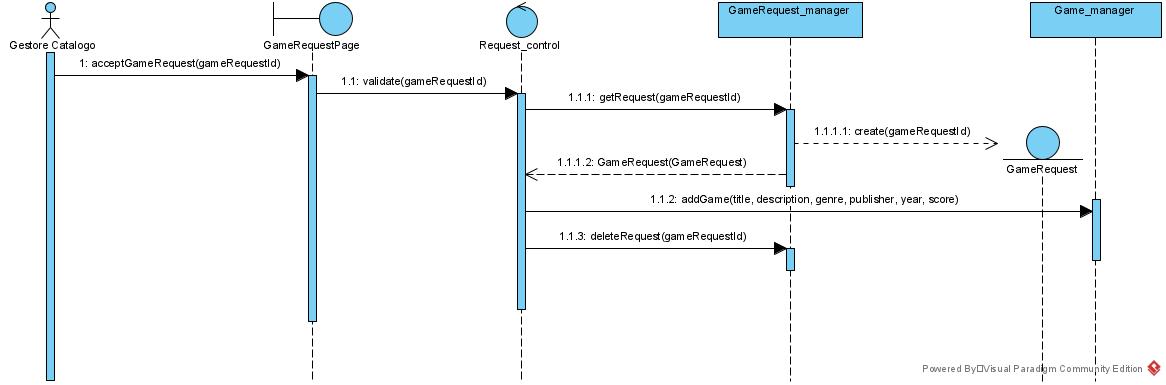 GameRequest_manager
Game_manager
Gestore Catalogo
GameRequestPage
Request_control
1: acceptGameRequest(gameRequestId)
1.1: validate(gameRequestId)
1.1.1: getRequest(gameRequestId)
1.1.1.1: create(gameRequestId)
1.1.1.2: GameRequest(GameRequest)
GameRequest
1.1.2: addGame(title, description, genre, publisher, year, score)
1.1.3: deleteRequest(gameRequestId)
Powered By Visual Paradigm Community Edition